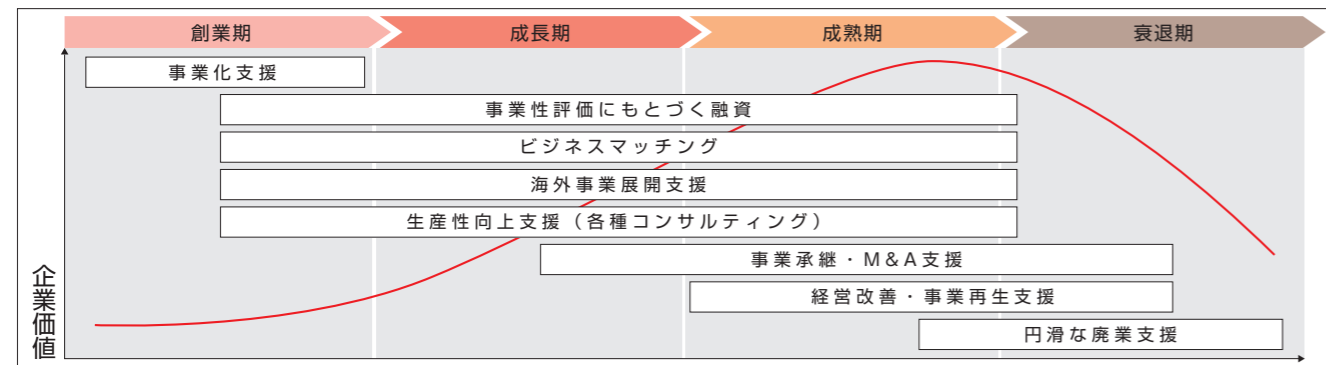 創業期
成長期
成熟期
衰退期
事業化支援
事業性評価にもとづく融資
ビジネスマッチング
海外事業展開支援
生産性向上支援（各種コンサルティング）
事業承継・M&A支援
経営改善・事業再生支援
円滑な廃業支援
企業価値